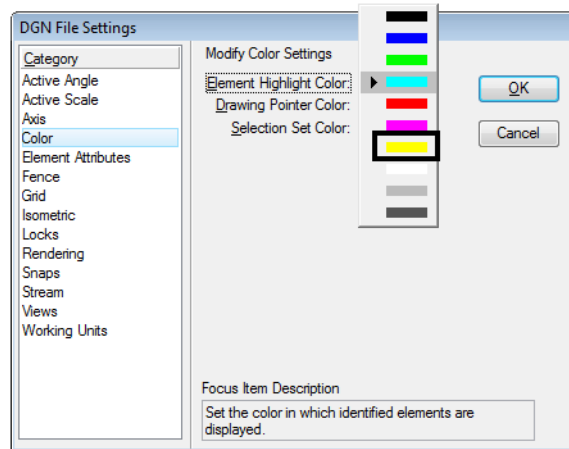 DGN File Settings
Category
Active Angle
Active Scale
Axis
Color
Element Attributes
Fence
Grid
Isometric
Locks
Rendering
Snaps
Stream
Views
Working Units
Modify Color Settings
Element Highlight Color:
Drawing Pointer Color:
Selection Set Color:
OK
Cancel
Focus Item Description
Set the color in which identified elements are
displayed.